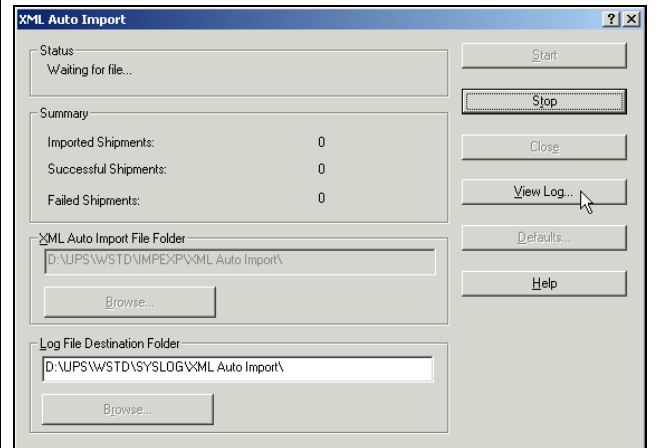 XML Auto Import
Status
Waiting for file...
Summary
Imported Shipments: 0
Successful Shipments: 0
Failed Shipments: 0
XML Auto Import File Folder
D:\UPS\WSTD\IMPEXP\XML Auto Import\
Browse...
Log File Destination Folder
D:\UPS\WSTD\SYSLOG\XML Auto Import\
Browse...
Start
Stop
Close
View Log...
Defaults...
Help